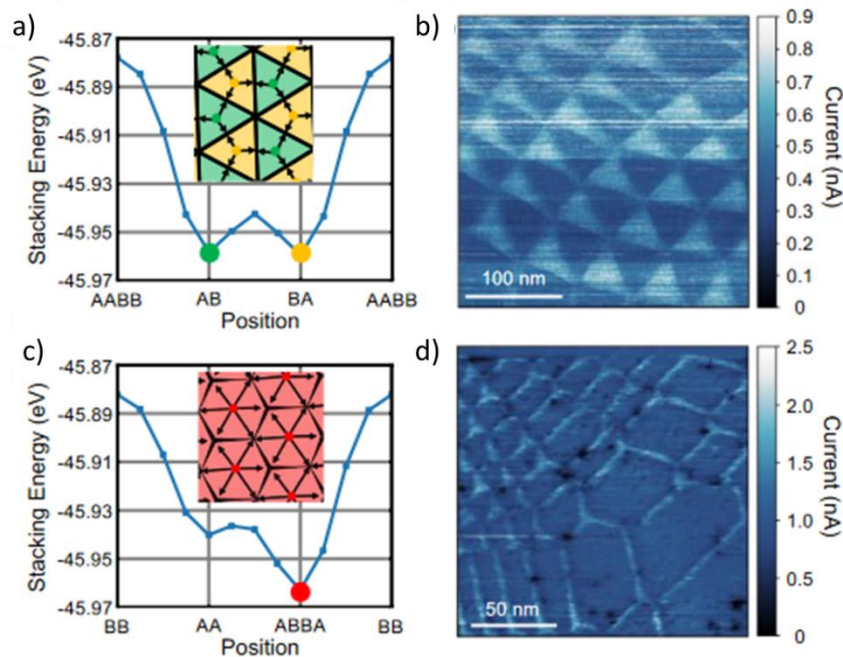 a)
-45.87
-45.89
-45.91
-45.93
-45.95
-45.97
Stacking Energy (eV)
AABB
AB
BA
AABB
Position
b)
100 nm
0.9
0.8
0.7
0.6
0.5
0.4
0.3
0.2
0.1
0
Current (nA)
c)
-45.87
-45.89
-45.91
-45.93
-45.95
-45.97
Stacking Energy (eV)
BB
AA
ABBA
BB
Position
d)
50 nm
2.5
2.0
1.5
1.0
0.5
0
Current (nA)